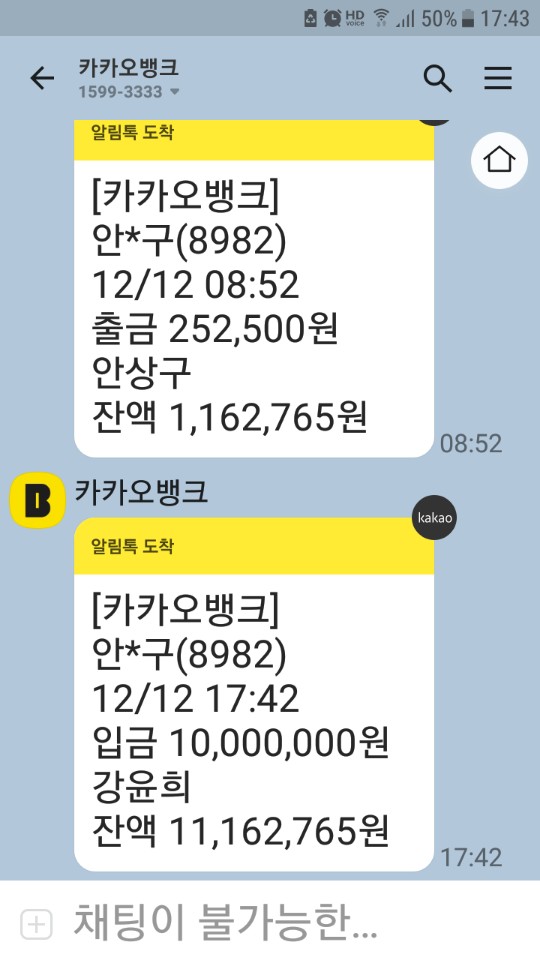 HD voice 50% 17:43
카카오뱅크
1599-3333
알림톡 도착
[카카오뱅크]
안*구(8982)
12/12 08:52
출금 252,500원
안상구
잔액 1,162,765원
08:52
카카오뱅크
kakao
알림톡 도착
[카카오뱅크]
안*구(8982)
12/12 17:42
입금 10,000,000원
강윤희
잔액 11,162,765원
17:42
채팅이 불가능한...